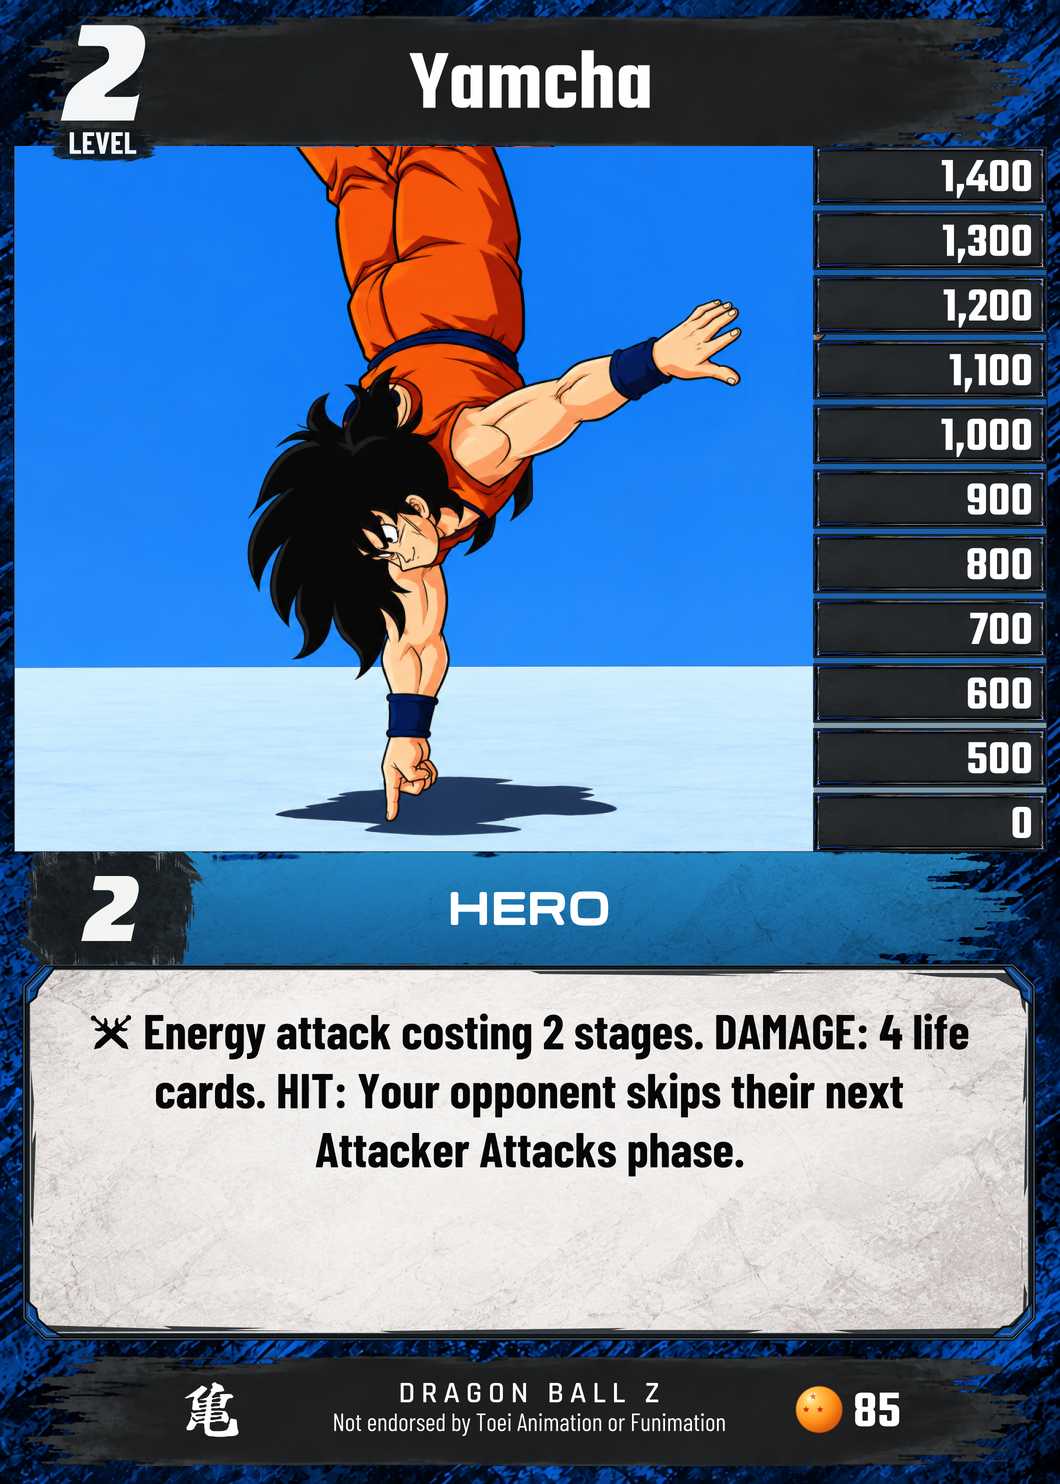 2
LEVEL
Yamcha
1,400
1,300
1,200
1,100
1,000
900
800
700
600
500
0
2
HERO
Energy attack costing 2 stages. DAMAGE: 4 life
cards. HIT: Your opponent skips their next
Attacker Attacks phase.
亀
DRAGON BALL Z
Not endorsed by Toei Animation or Funimation
85